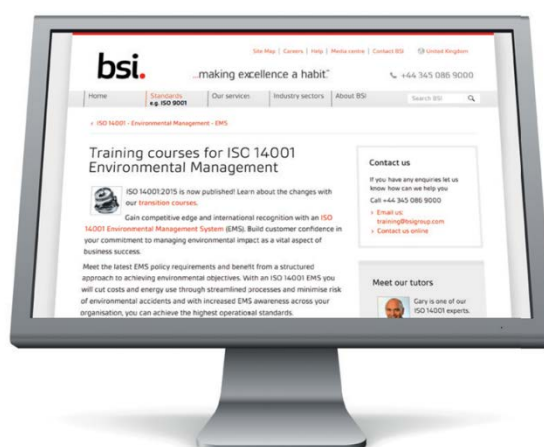 Site Map | Careers | Help | Media centre | Contact BSI United Kingdom
bsi.
...making excellence a habit.™
+44 345 086 9000
Home
Standards
e.g. ISO 9001
Our services
Industry sectors
About BSI
Search BSI
ISO 14001 - Environmental Management - EMS
Training courses for ISO 14001
Environmental Management
ISO 14001:2015 is now published! Learn about the changes with
our transition courses.
Gain competitive edge and international recognition with an ISO
14001 Environmental Management System (EMS). Build customer confidence in
your commitment to managing environmental impact as a vital aspect of
business success.
Meet the latest EMS policy requirements and benefit from a structured
approach to achieving environmental objectives. With an ISO 14001 EMS you
will cut costs and energy use through streamlined processes and minimise risk
of environmental accidents and with increased EMS awareness across your
organisation, you can achieve the highest operational standards.
Contact us
If you have any enquiries let us
know how can we help you
Call +44 345 086 9000
Email us:
training@bsigroup.com
Contact us online
Meet our tutors
Gary is one of our
ISO 14001 experts.